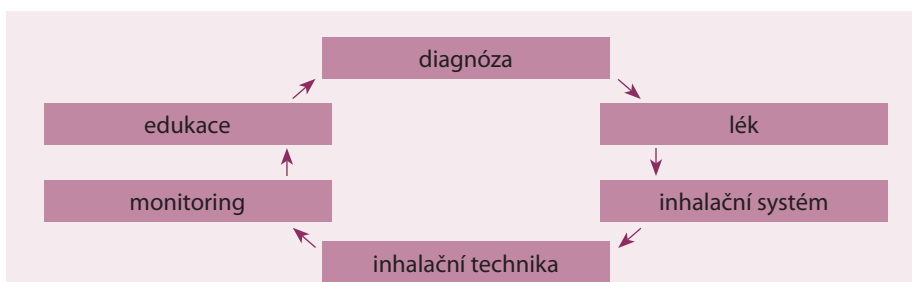 diagnóza
edukace
lék
monitoring
inhalační systém
inhalační technika